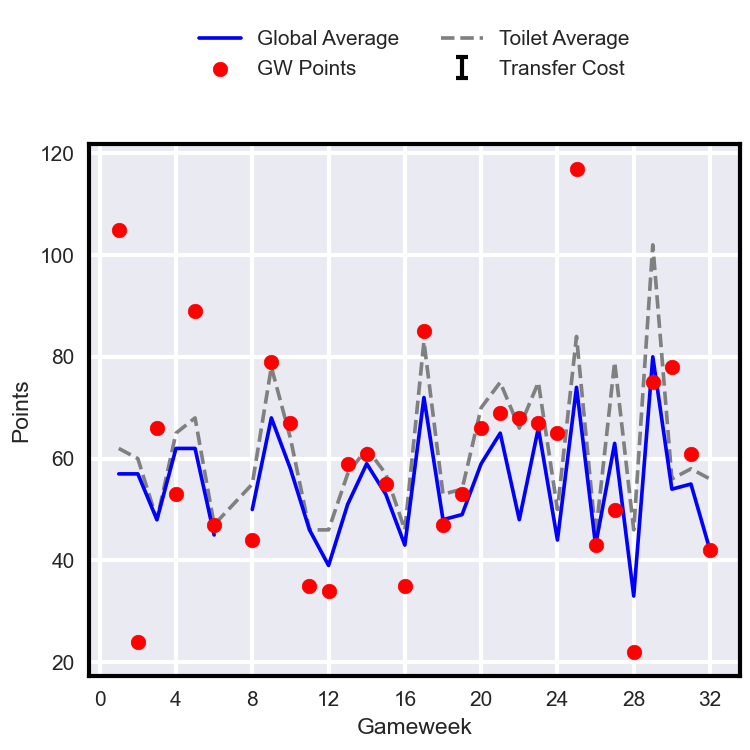 Global Average
Toilet Average
GW Points
Transfer Cost
120
100
80
60
40
20
Points
0 4 8 12 16 20 24 28 32
Gameweek